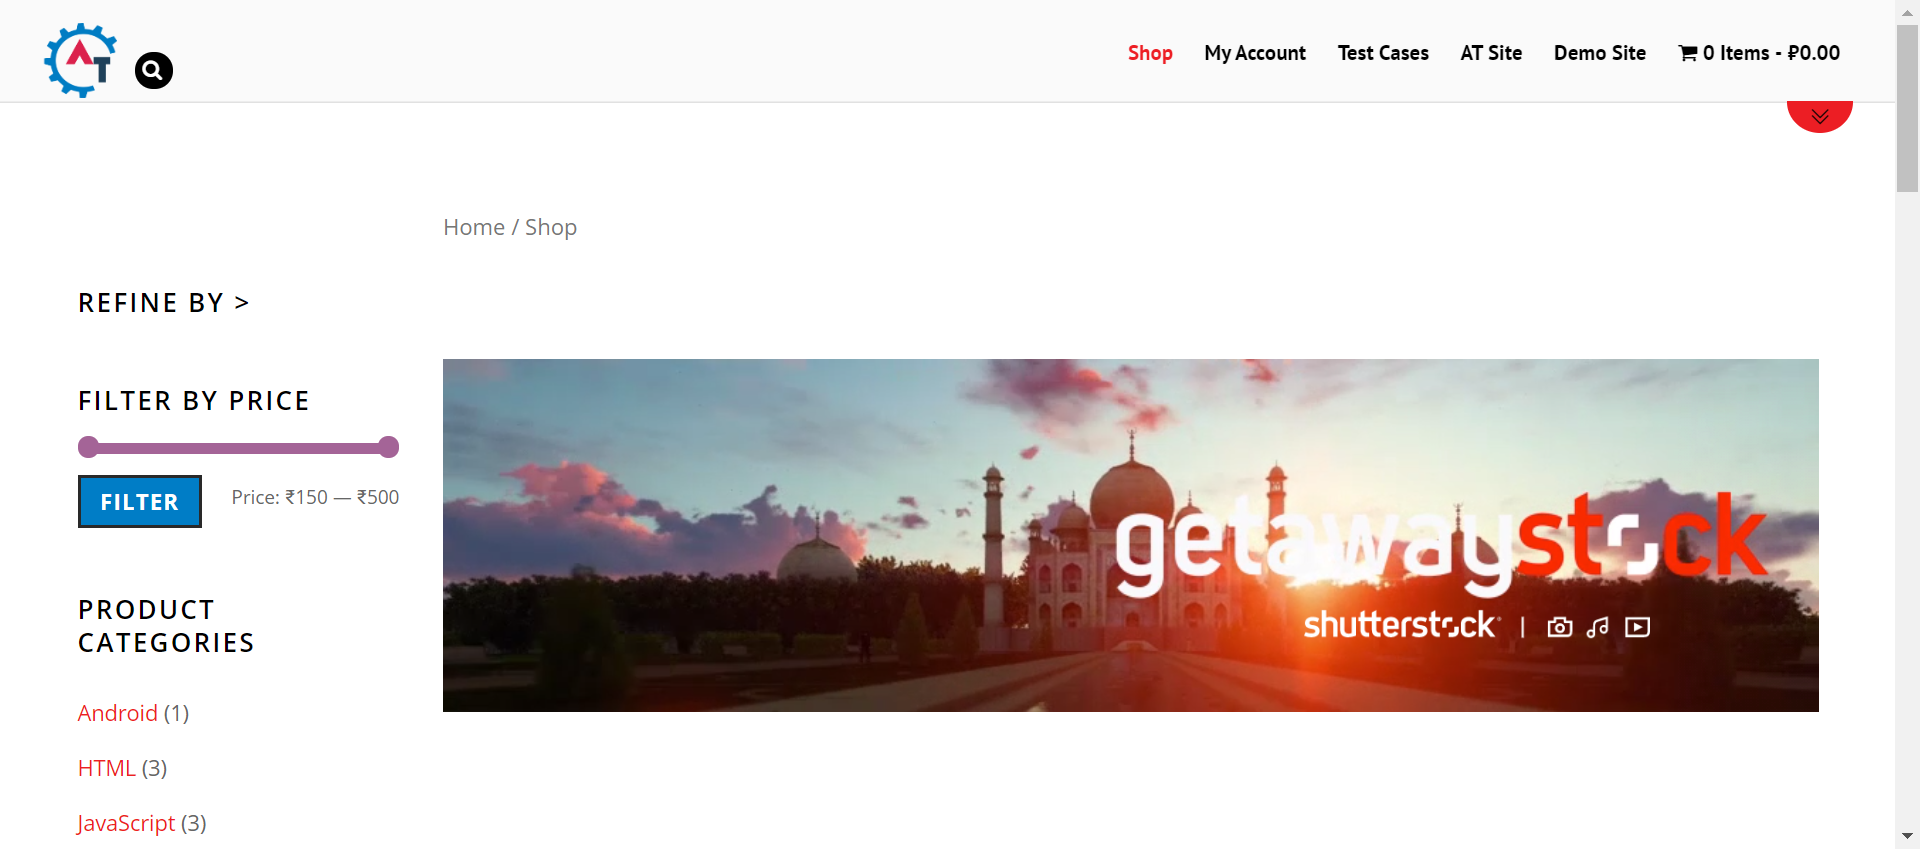 AT
Shop
My Account
Test Cases
AT Site
Demo Site
0 Items - ₽0.00
Home / Shop
REFINE BY >
FILTER BY PRICE
FILTER
Price: ₹150 — ₹500
getawaystock
shutterstock
PRODUCT
CATEGORIES
Android (1)
HTML (3)
JavaScript (3)